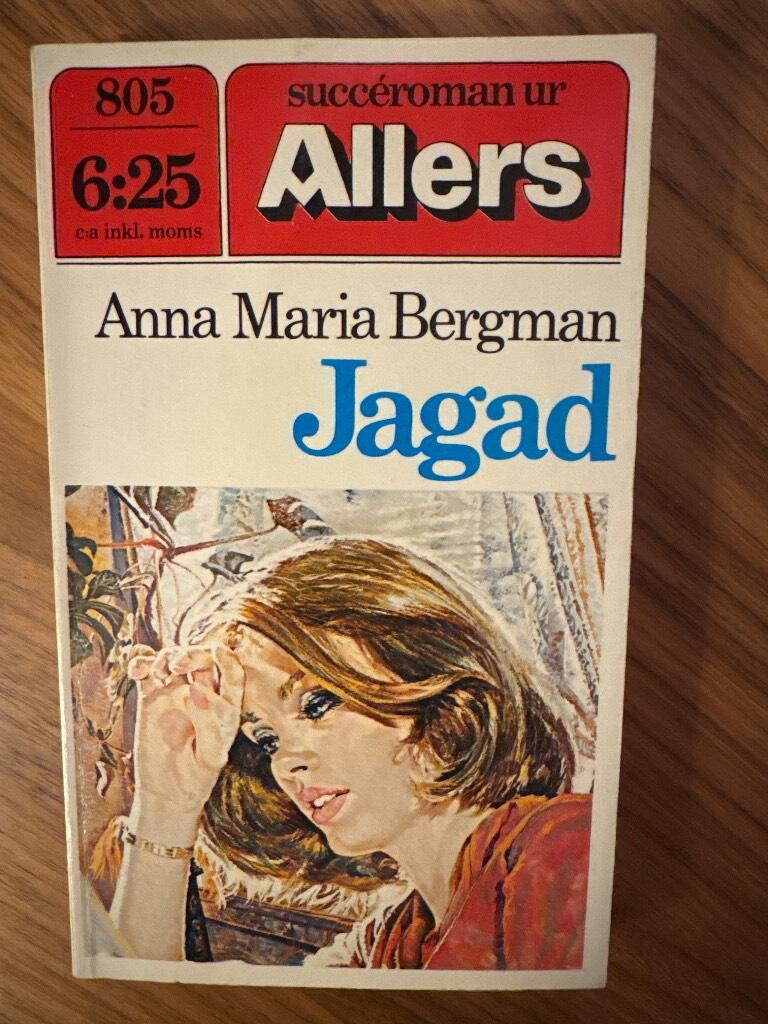 805
6:25
c:a inkl. moms
succéroman ur
Allers
Anna Maria Bergman
Jagad